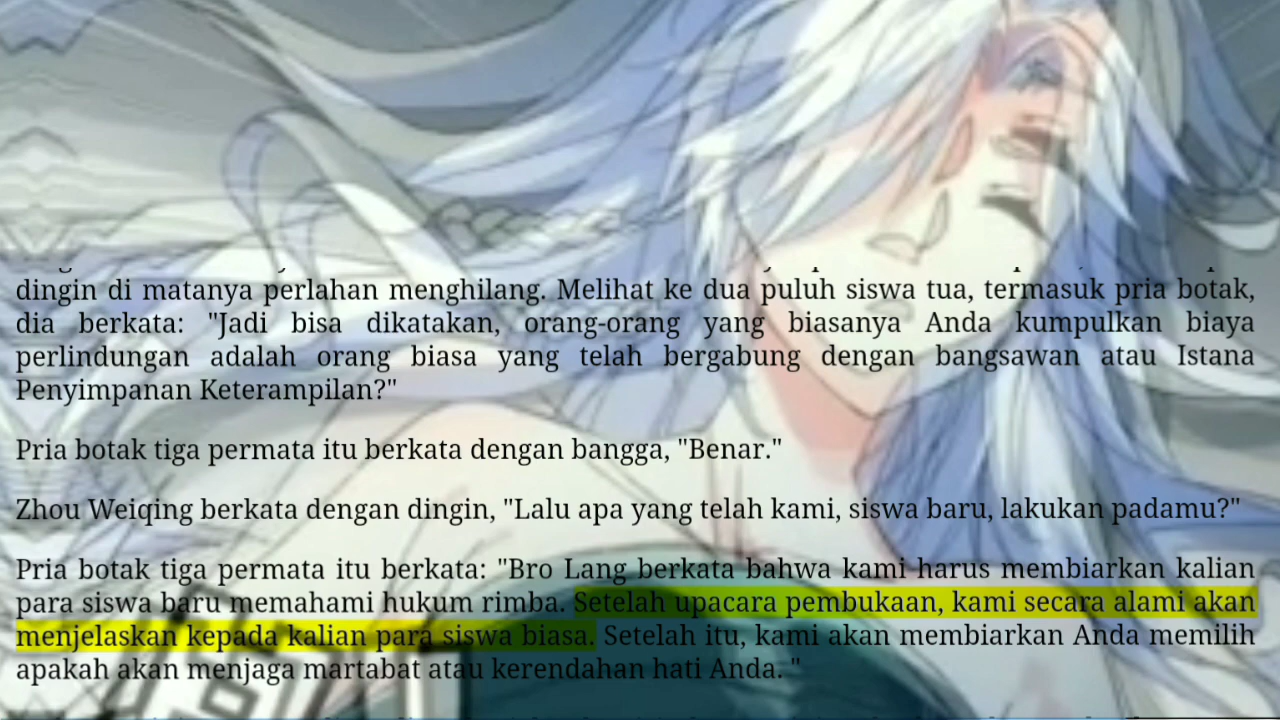 dingin di matanya perlahan menghilang. Melihat ke dua puluh siswa tua, termasuk pria botak,
dia berkata: "Jadi bisa dikatakan, orang-orang yang biasanya Anda kumpulkan biaya
perlindungan adalah orang biasa yang telah bergabung dengan bangsawan atau Istana
Penyimpanan Keterampilan?"
Pria botak tiga permata itu berkata dengan bangga, "Benar."
Zhou Weiqing berkata dengan dingin, "Lalu apa yang telah kami, siswa baru, lakukan padamu?"
Pria botak tiga permata itu berkata: "Bro Lang berkata bahwa kami harus membiarkan kalian
para siswa baru memahami hukum rimba. Setelah upacara pembukaan, kami secara alami akan
menjelaskan kepada kalian para siswa biasa. Setelah itu, kami akan membiarkan Anda memilih
apakah akan menjaga martabat atau kerendahan hati Anda. "